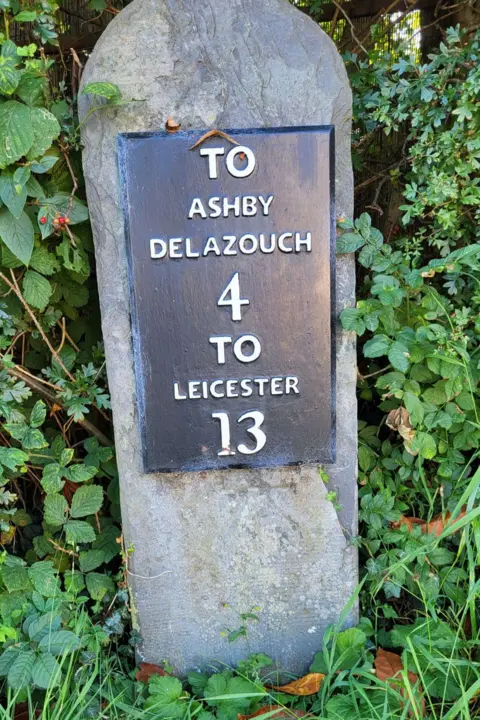 TO
ASHBY
DELAZOUCH
4
TO
LEICESTER
13